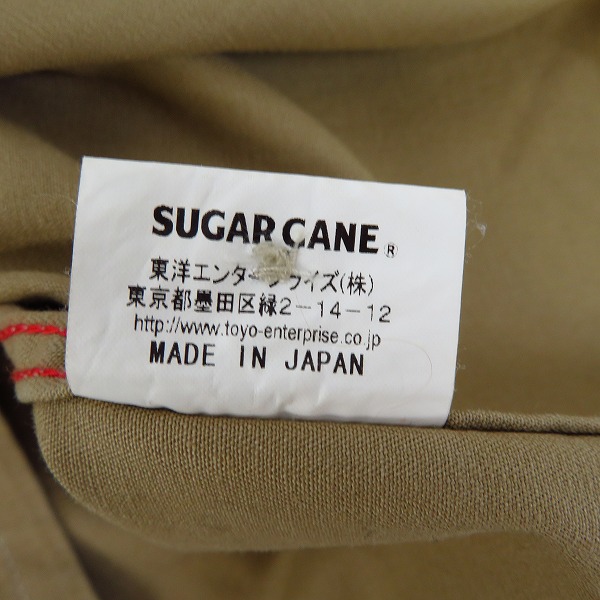 SUGAR CANE ®
東洋エンタープライズ(株)
東京都墨田区緑2-14-12
http://www.toyo-enterprise.co.jp
MADE IN JAPAN